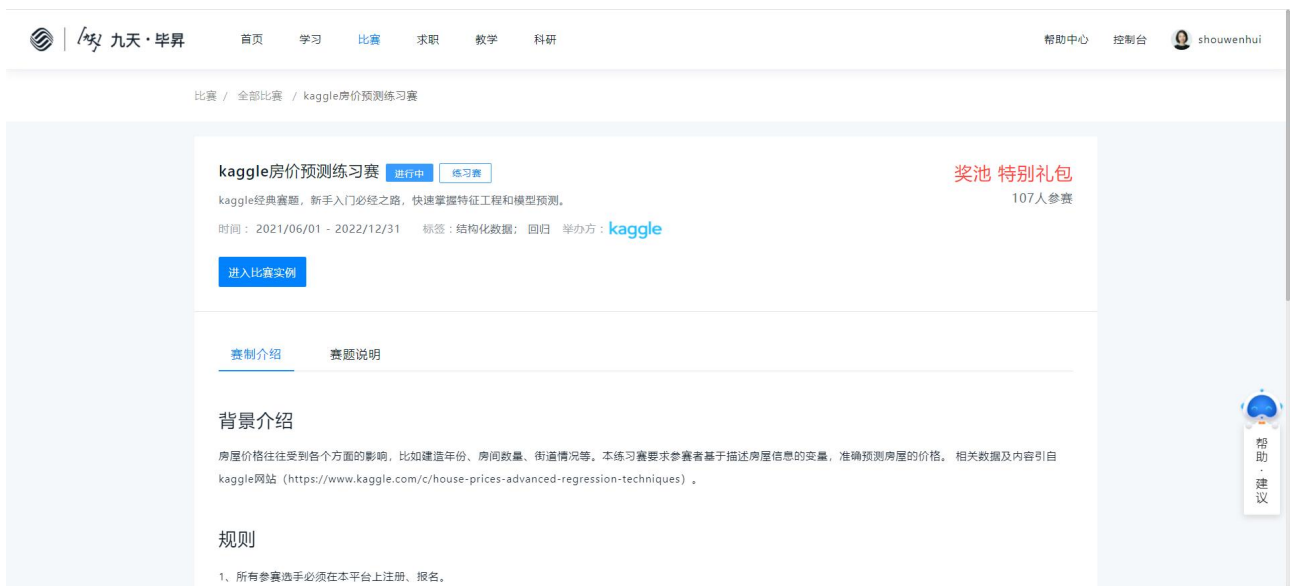 九天·毕昇 首页 学习 比赛 求职 教学 科研 帮助中心 控制台 shouwenhui
比赛 / 全部比赛 / kaggle房价预测练习赛
kaggle房价预测练习赛 进行中 练习赛 奖池 特别礼包
kaggle经典赛题，新手入门必经之路，快速掌握特征工程和模型预测。 107人参赛
时间：2021/06/01 - 2022/12/31 标签：结构化数据； 回归 举办方：kaggle
进入比赛实例
赛制介绍 赛题说明
背景介绍
房屋价格往往受到各个方面的影响，比如建造年份、房间数量、街道情况等。本练习赛要求参赛者基于描述房屋信息的变量，准确预测房屋的价格。 相关数据及内容引自
kaggle网站（https://www.kaggle.com/c/house-prices-advanced-regression-techniques）。
规则
1、所有参赛选手必须在本平台上注册、报名。
帮助·建议